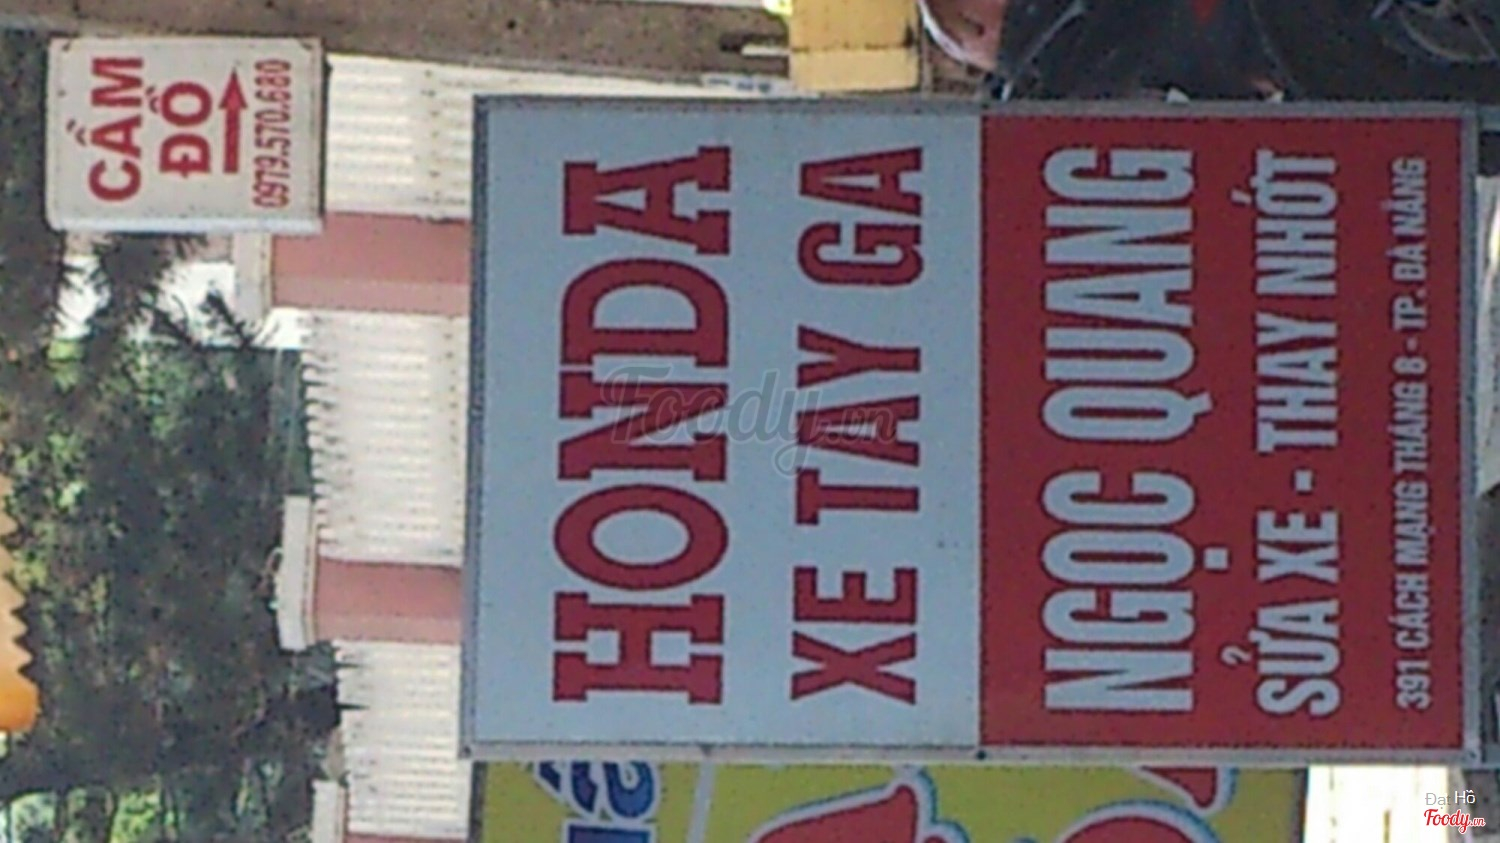 CẦM
ĐỒ
0979.570.680
HONDA
XE TAY GA
NGỌC QUANG
SỬA XE - THAY NHỚT
391 CÁCH MẠNG THÁNG 8 - TP. ĐÀ NẴNG
Foody.vn
Đạt Hồ
Foody.vn